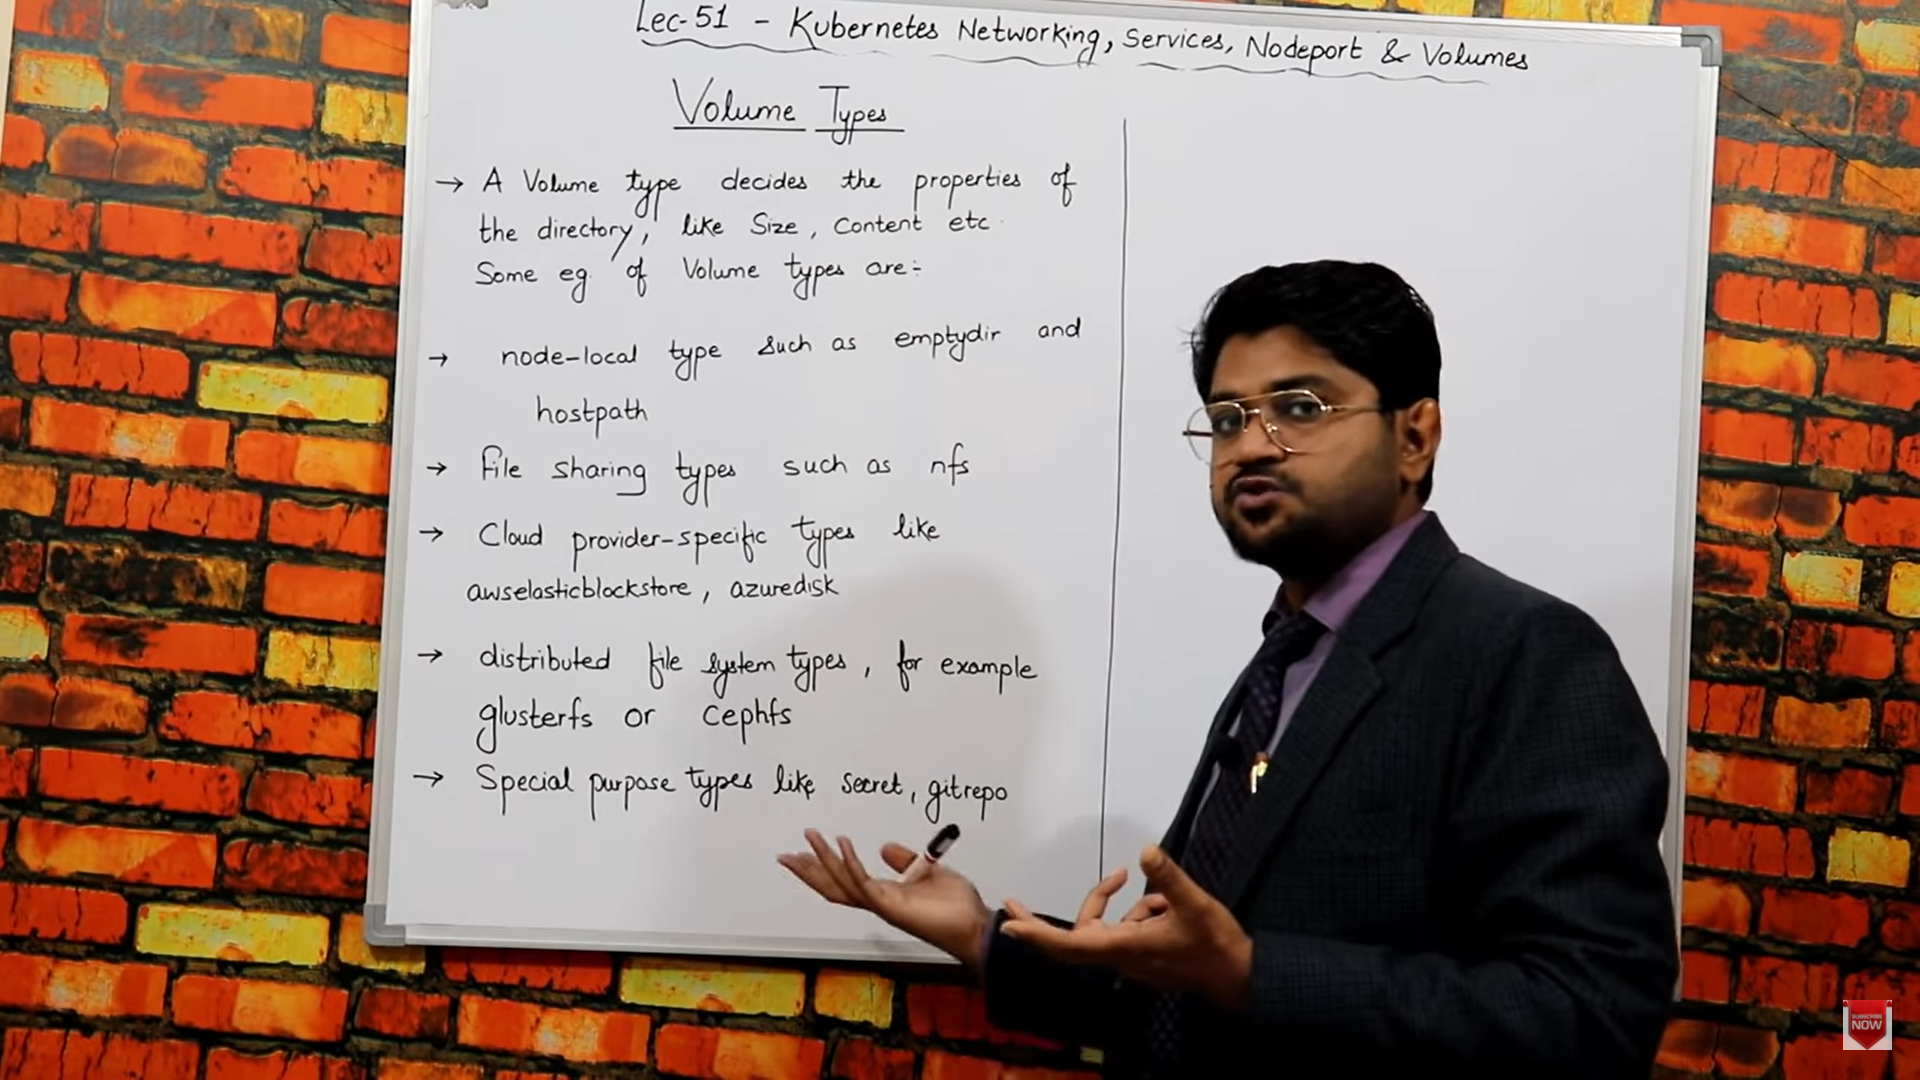 Lec-51 - Kubernetes Networking, Services, Nodeport & Volumes
Volume Types
→ A Volume type decides the properties of
the directory, like Size, Content etc.
Some eg. of Volume types are:-
→ node-local type such as emptydir and
hostpath
→ File sharing types such as nfs
→ Cloud provider-specific types like
awselasticblockstore, azuredisk
→ distributed file system types, for example
glusterfs or Cephfs
→ Special purpose types like secret, gitrepo
SUBSCRIBE
NOW